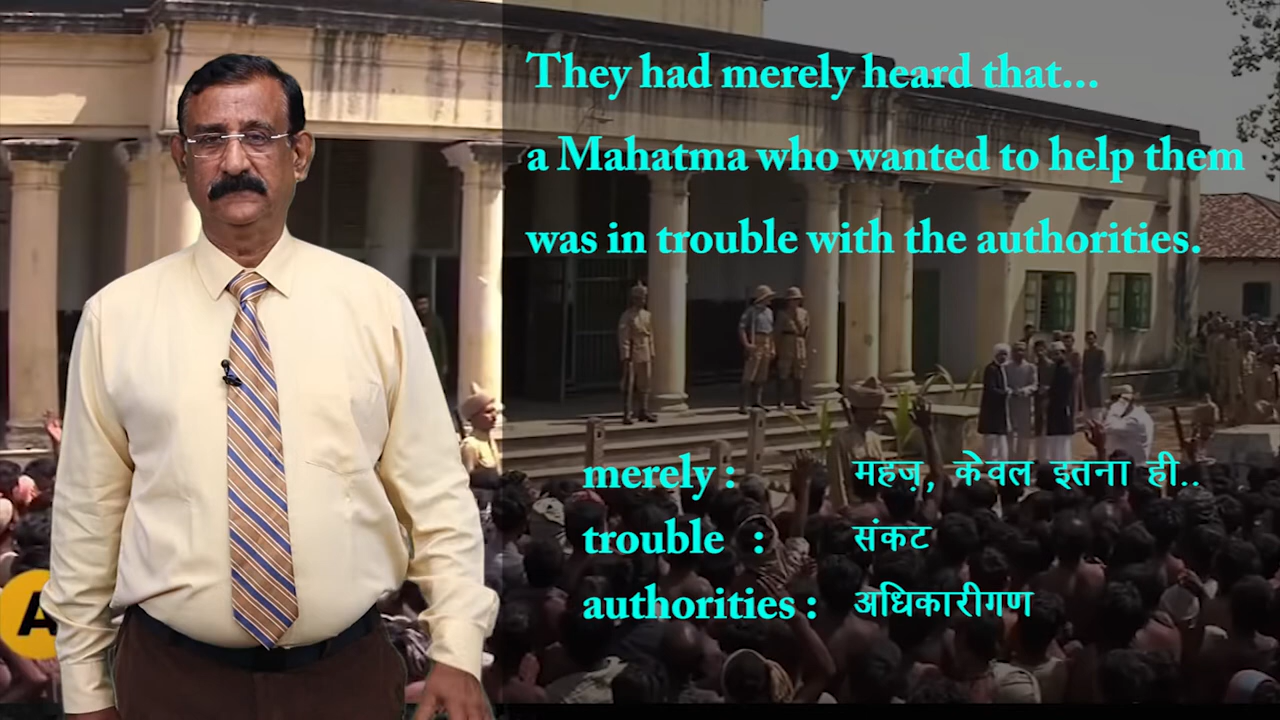 They had merely heard that...
a Mahatma who wanted to help them
was in trouble with the authorities.
merely : महज़, केवल इतना ही..
trouble : संकट
authorities : अधिकारीगण
A